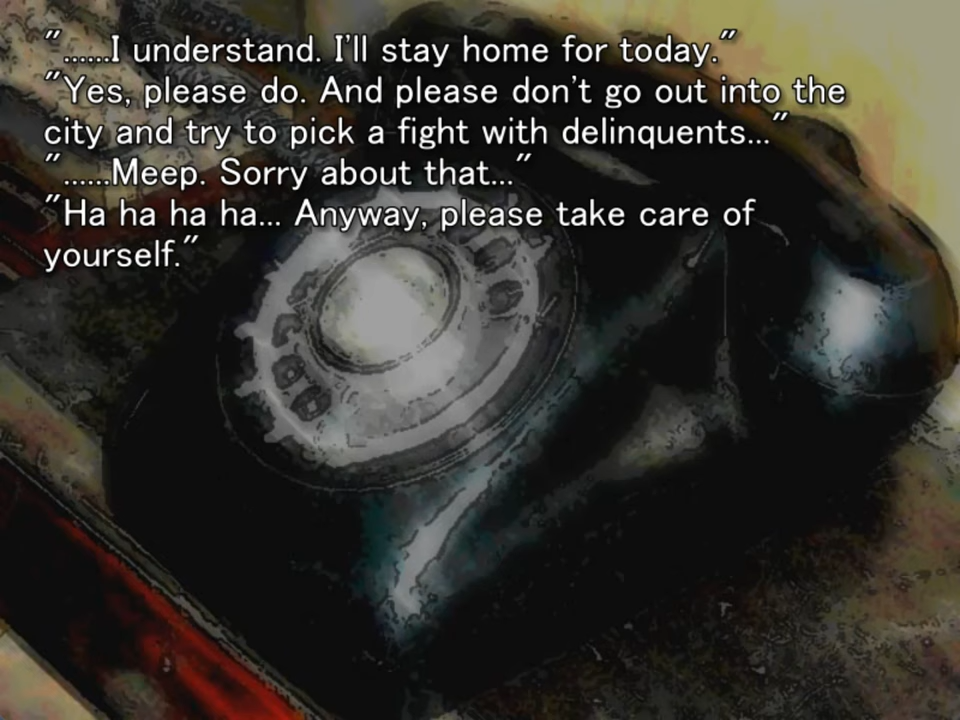 "......I understand. I'll stay home for today."
"Yes, please do. And please don't go out into the
city and try to pick a fight with delinquents..."
"......Meep. Sorry about that..."
"Ha ha ha ha... Anyway, please take care of
yourself."